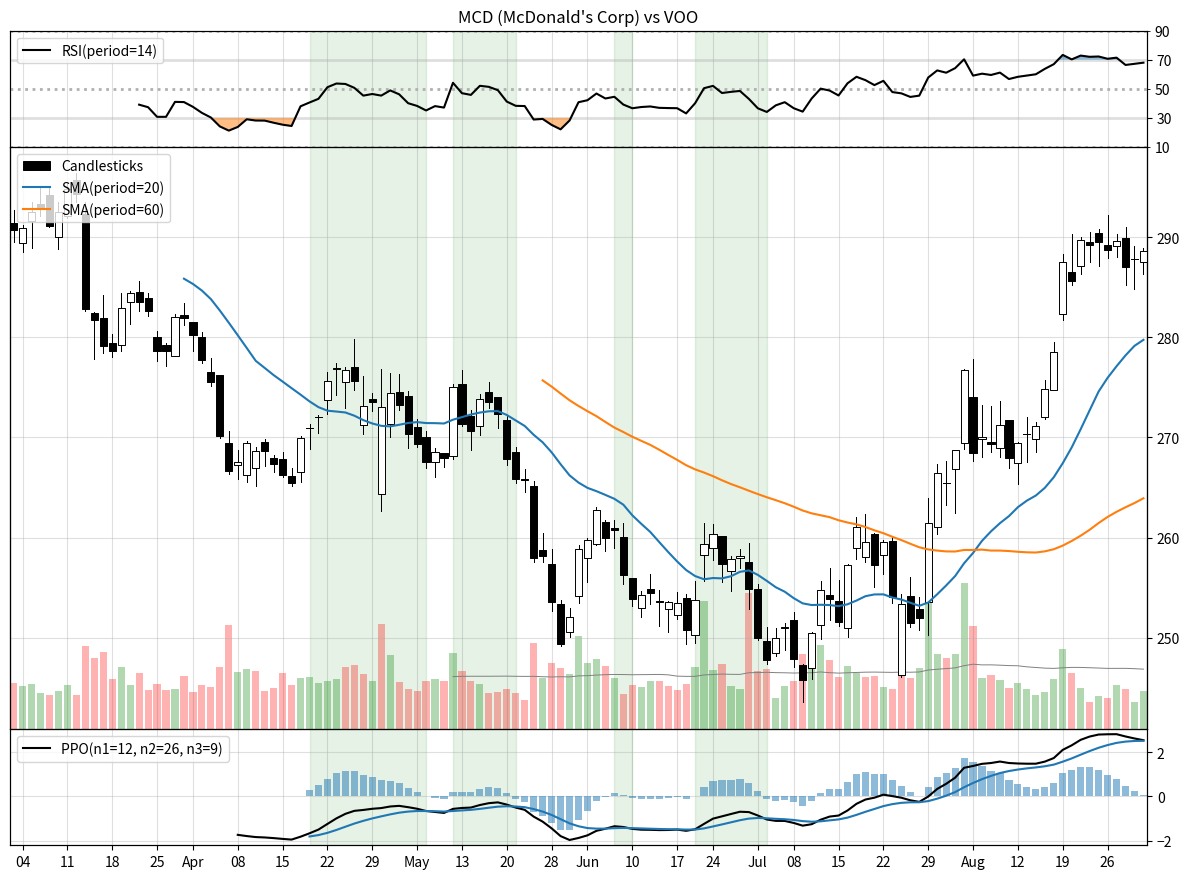 MCD (McDonald's Corp) vs VOO
RSI(period=14)
90
70
50
30
10
Candlesticks
SMA(period=20)
SMA(period=60)
290
280
270
260
250
PPO(n1=12, n2=26, n3=9)
2
0
−2
04 11 18 25 Apr 08 15 22 29 May 13 20 28 Jun 10 17 24 Jul 08 15 22 29 Aug 12 19 26